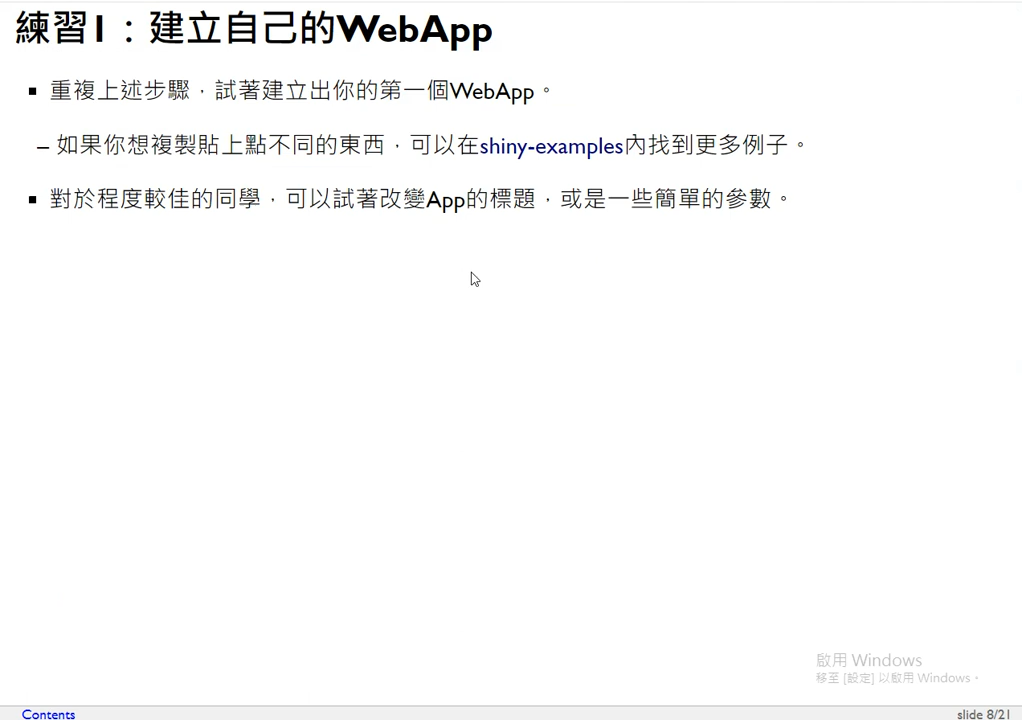 練習1：建立自己的WebApp
重複上述步驟，試著建立出你的第一個WebApp。
– 如果你想複製貼上點不同的東西，可以在shiny-examples內找到更多例子。
對於程度較佳的同學，可以試著改變App的標題，或是一些簡單的參數。
啟用 Windows
移至 [設定] 以啟用 Windows。
Contents
slide 8/21